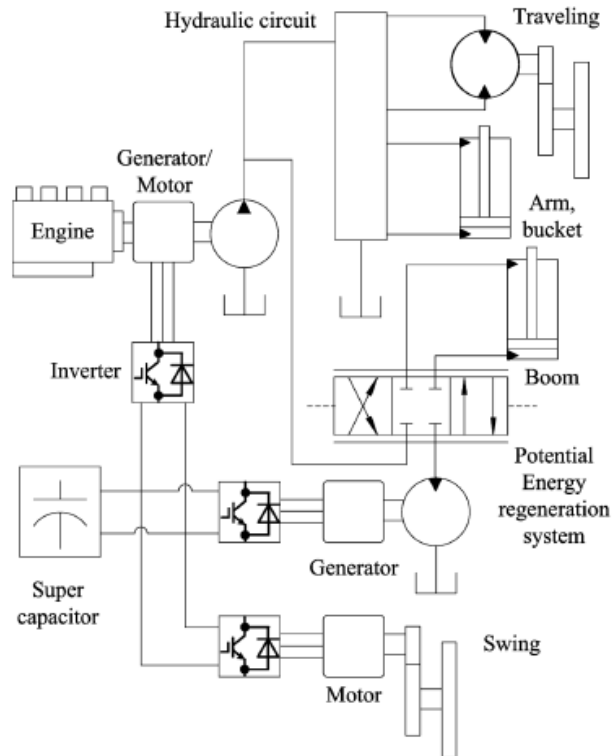 Hydraulic circuit
Traveling
Generator/
Motor
Engine
Arm,
bucket
Inverter
Boom
Potential
Energy
regeneration
system
Generator
Super
capacitor
Swing
Motor